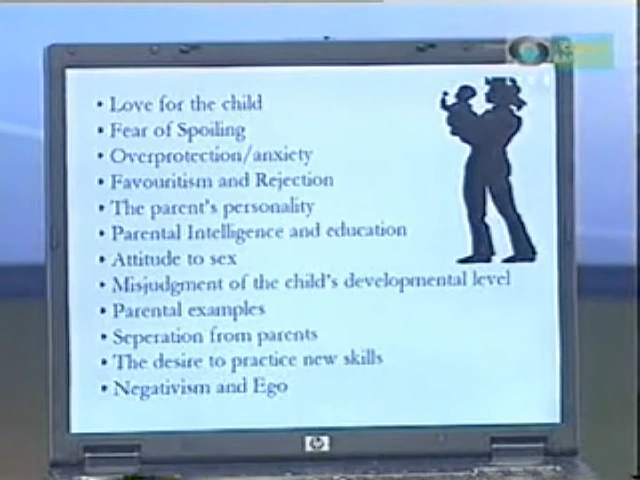 • Love for the child
• Fear of Spoiling
• Overprotection/anxiety
• Favouritism and Rejection
• The parent's personality
• Parental Intelligence and education
• Attitude to sex
• Misjudgment of the child's developmental level
• Parental examples
• Seperation from parents
• The desire to practice new skills
• Negativism and Ego
hp